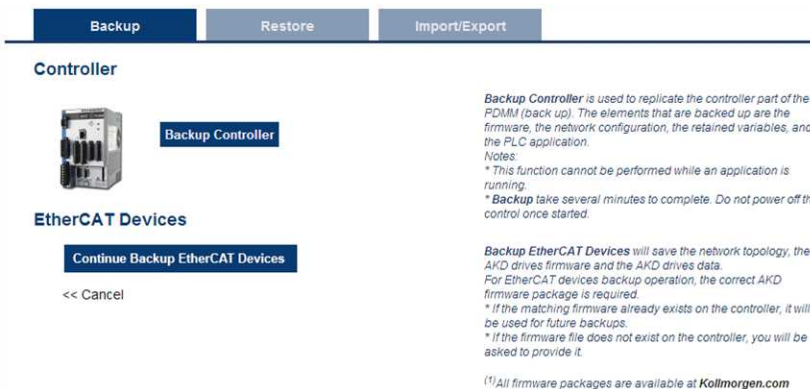 Backup
Restore
Import/Export
Controller
Backup Controller
EtherCAT Devices
Continue Backup EtherCAT Devices
<< Cancel
Backup Controller is used to replicate the controller part of the
PDMM (back up). The elements that are backed up are the
firmware, the network configuration, the retained variables, and
the PLC application.
Notes:
* This function cannot be performed while an application is
running.
* Backup take several minutes to complete. Do not power off th
control once started.
Backup EtherCAT Devices will save the network topology, the
AKD drives firmware and the AKD drives data.
For EtherCAT devices backup operation, the correct AKD
firmware package is required.
* If the matching firmware already exists on the controller, it will
be used for future backups.
* If the firmware file does not exist on the controller, you will be
asked to provide it.
(1)All firmware packages are available at Kollmorgen.com